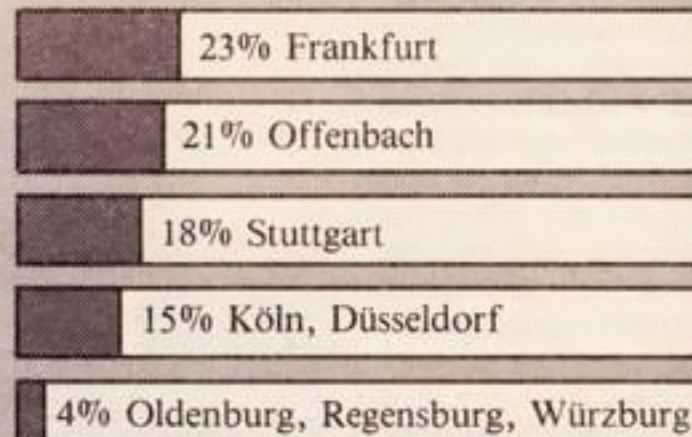 23% Frankfurt
21% Offenbach
18% Stuttgart
15% Köln, Düsseldorf
4% Oldenburg, Regensburg, Würzburg